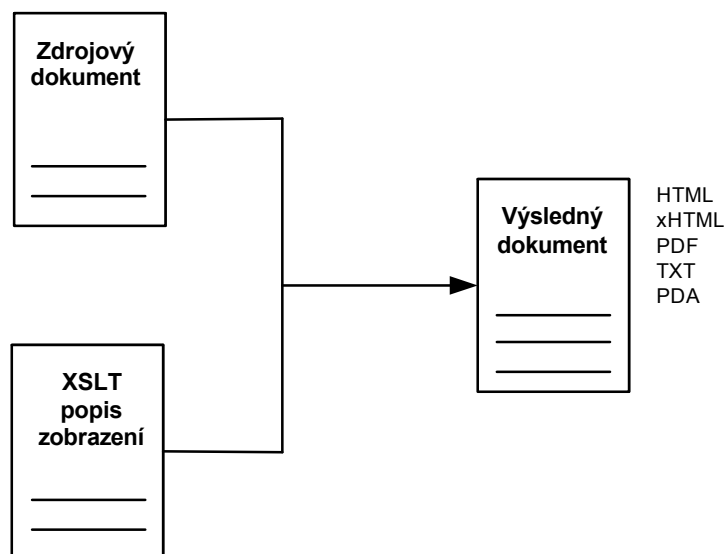 Zdrojový
dokument
Výsledný
dokument
HTML
xHTML
PDF
TXT
PDA
XSLT
popis
zobrazení